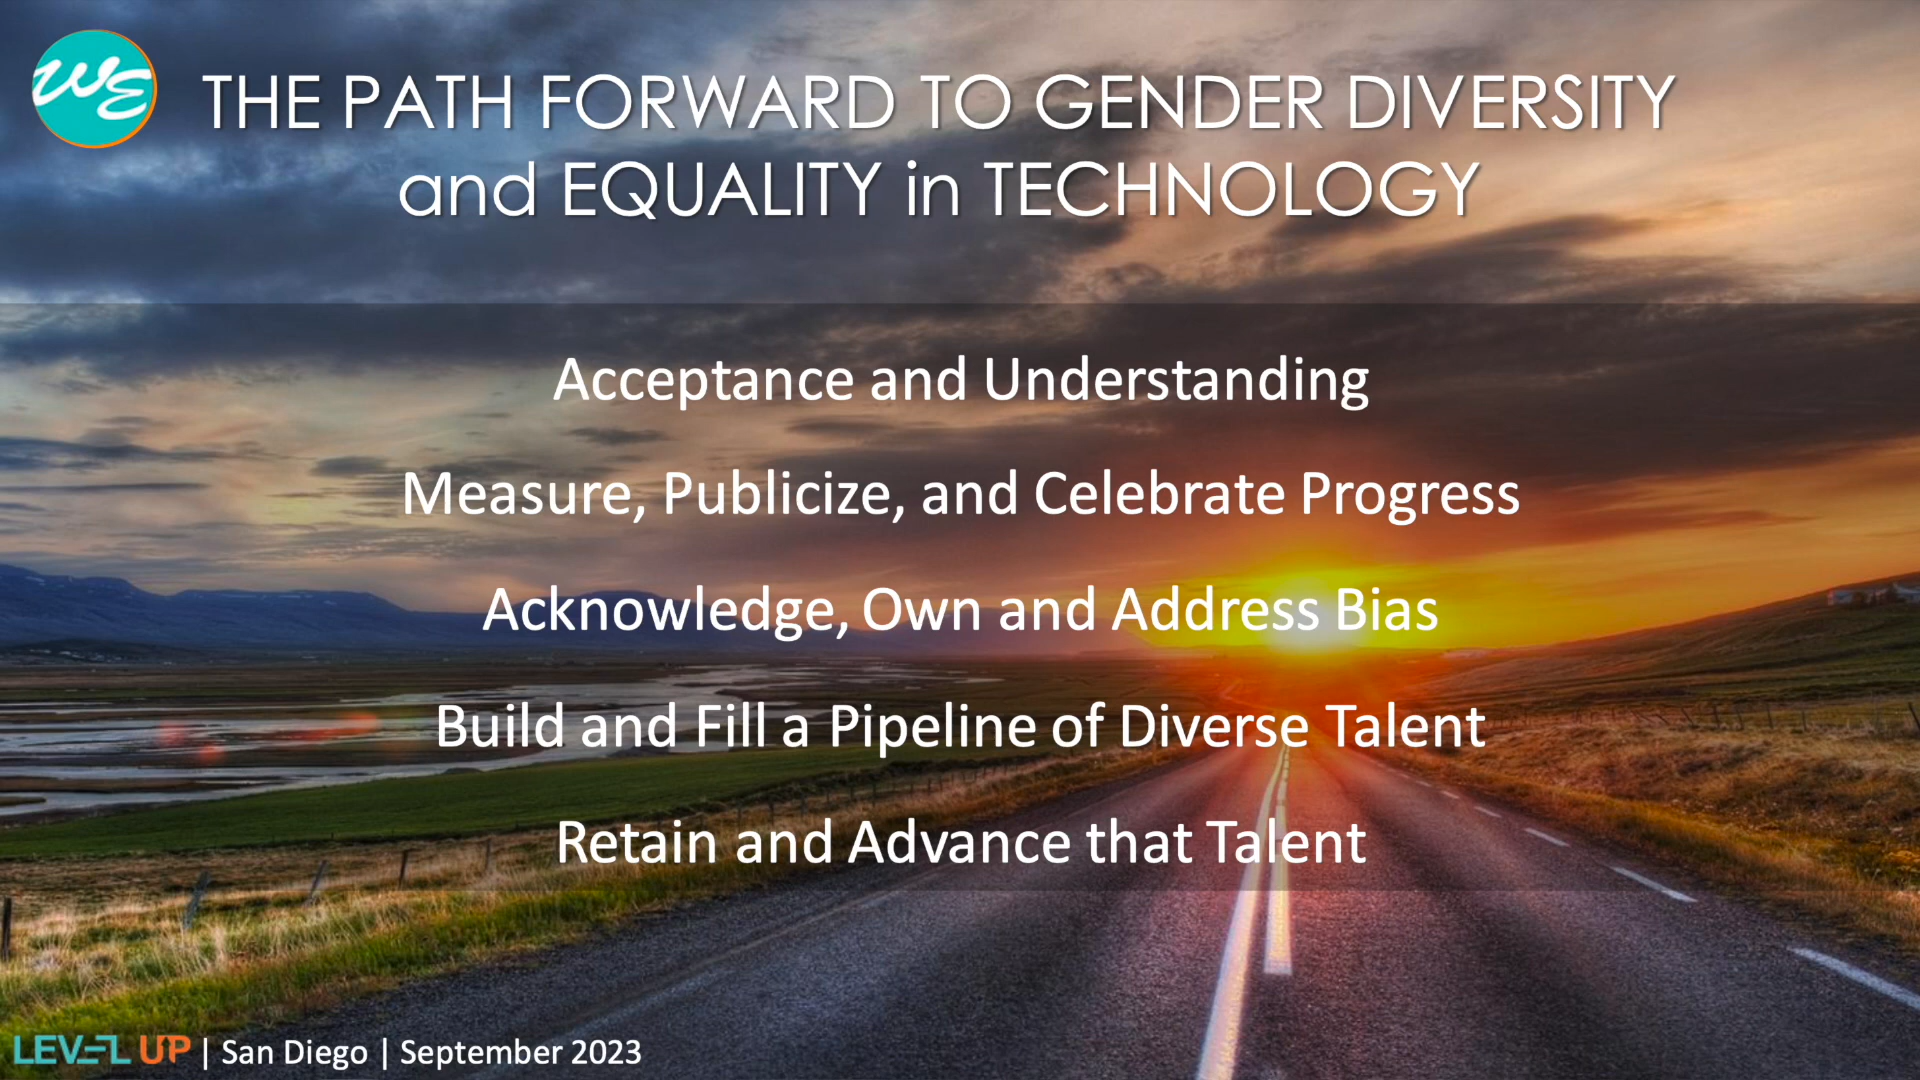 WE
THE PATH FORWARD TO GENDER DIVERSITY
and EQUALITY in TECHNOLOGY
Acceptance and Understanding
Measure, Publicize, and Celebrate Progress
Acknowledge, Own and Address Bias
Build and Fill a Pipeline of Diverse Talent
Retain and Advance that Talent
LEVEL UP | San Diego | September 2023